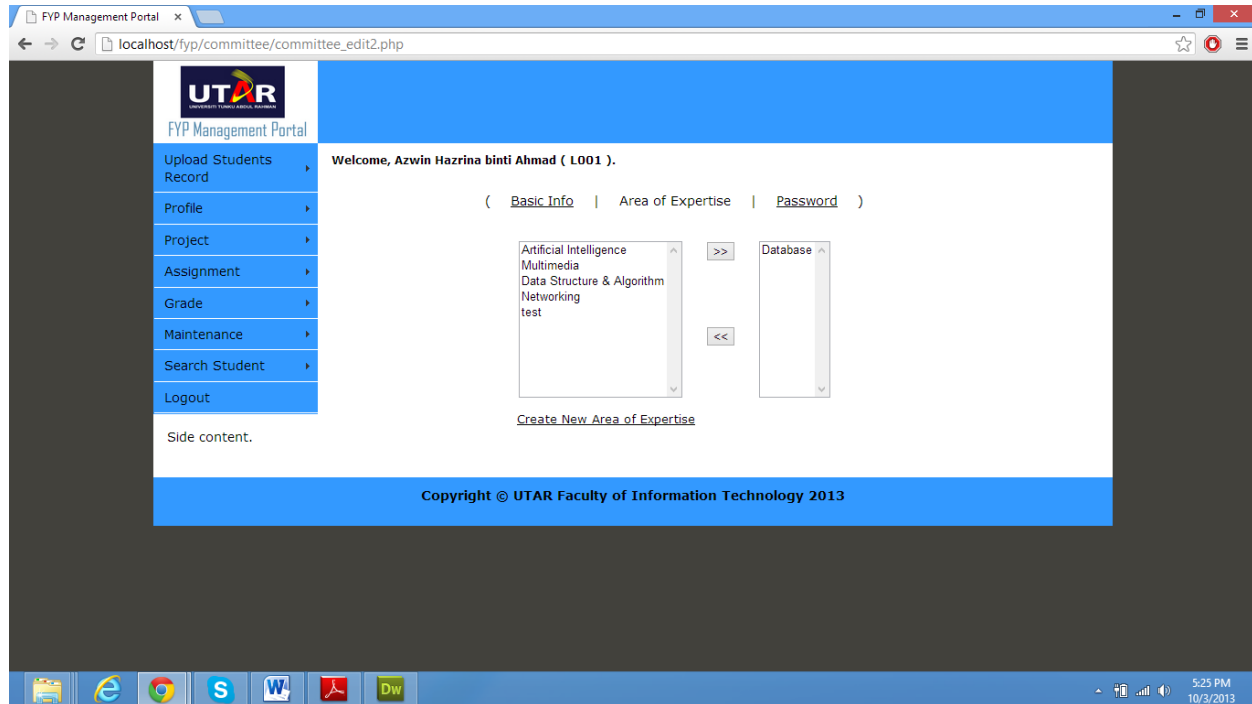 FYP Management Portal
localhost/fyp/committee/committee_edit2.php
UTAR
UNIVERSITI TUNKU ABDUL RAHMAN
FYP Management Portal
Upload Students
Record
Profile
Project
Assignment
Grade
Maintenance
Search Student
Logout
Side content.
Welcome, Azwin Hazrina binti Ahmad ( L001 ).
( Basic Info | Area of Expertise | Password )
Artificial Intelligence
Multimedia
Data Structure & Algorithm
Networking
test
>>
<<
Database
Create New Area of Expertise
Copyright © UTAR Faculty of Information Technology 2013
S
W
Dw
5:25 PM
10/3/2013